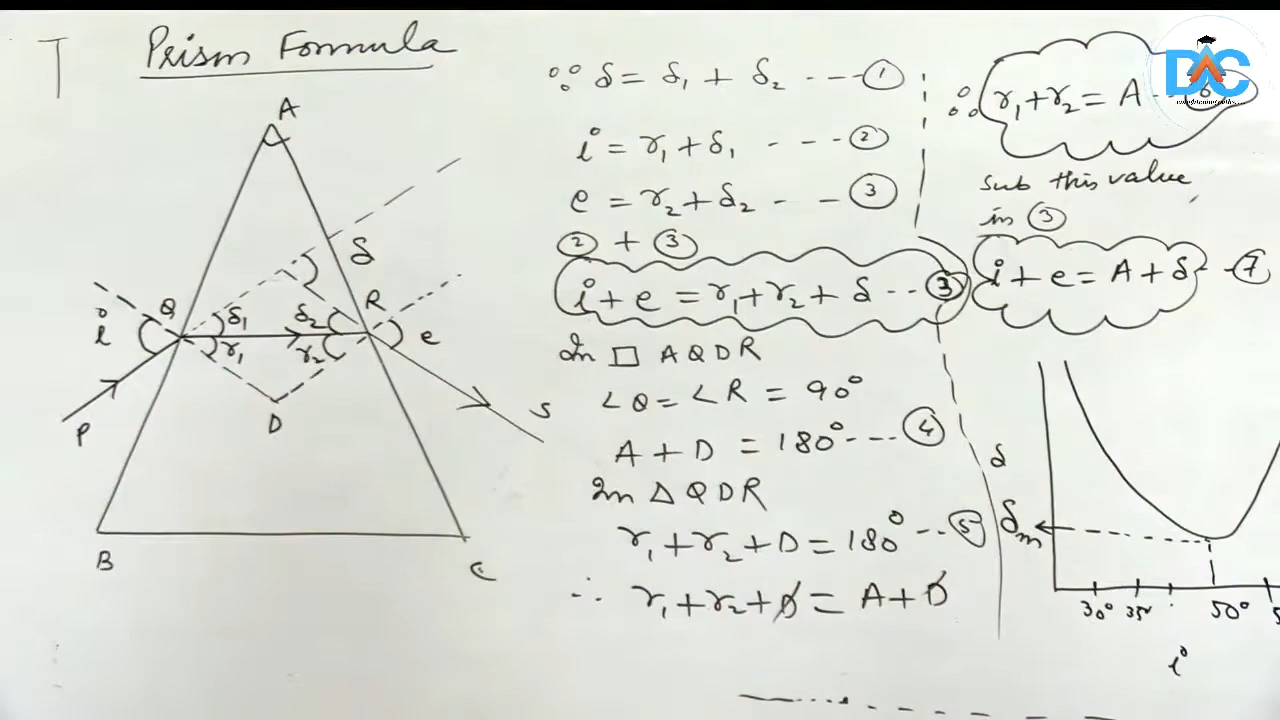 Prism Formula
A
i
Q
δ1
δ2
δ
R
e
r1
r2
P
D
S
B
C
∵ δ = δ1 + δ2 --- ①
i = r1 + δ1 - - - - ②
e = r2 + δ2 - - - ③
② + ③
i + e = r1 + r2 + δ --- ③
In □ AQDR
∠Q = ∠R = 90°
A + D = 180° --- ④
In △ QDR
r1 + r2 + D = 180° -- ⑤
∴ r1 + r2 + D = A + D
∴ r1 + r2 = A -- ⑥
sub this value
in ③
i + e = A + δ - ⑦
δ
δm
30° 35° 50°
i
DAC